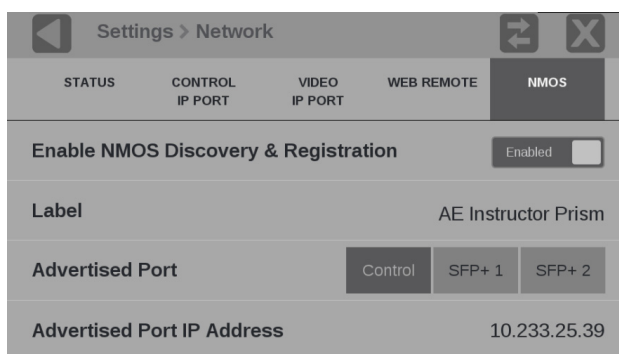 Settings > Network
STATUS
CONTROL
IP PORT
VIDEO
IP PORT
WEB REMOTE
NMOS
Enable NMOS Discovery & Registration
Enabled
Label
AE Instructor Prism
Advertised Port
Control
SFP+ 1
SFP+ 2
Advertised Port IP Address
10.233.25.39